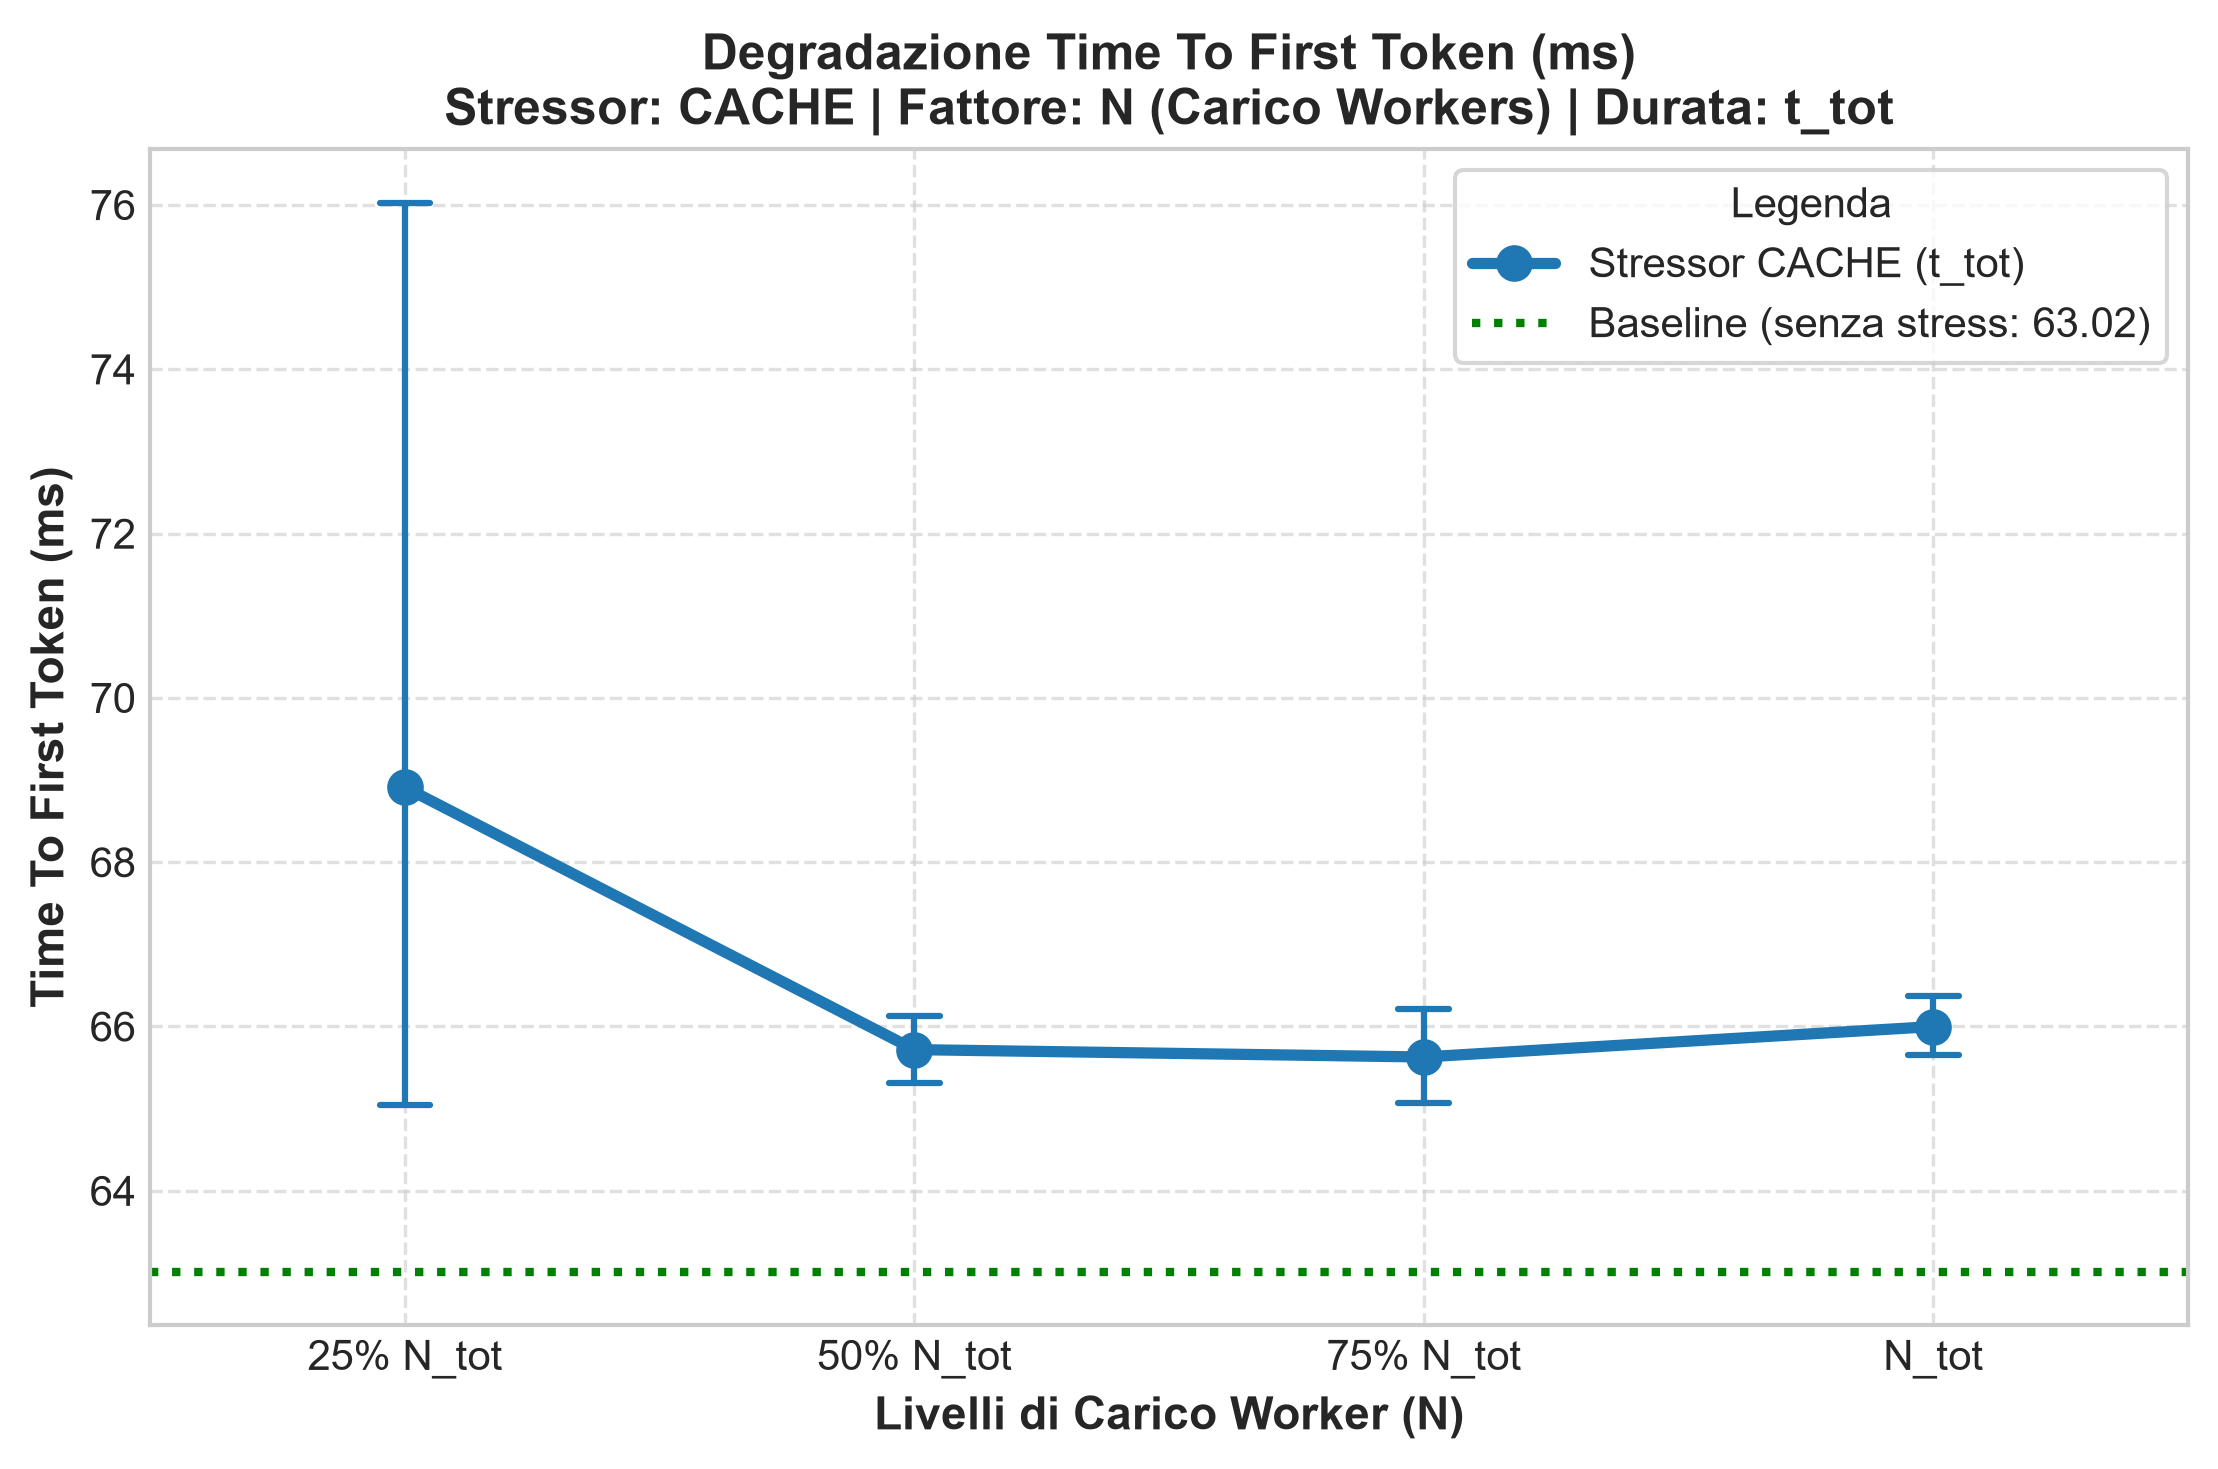 Degradazione Time To First Token (ms)
Stressor: CACHE | Fattore: N (Carico Workers) | Durata: t_tot
Legenda
Stressor CACHE (t_tot)
Baseline (senza stress: 63.02)
Time To First Token (ms)
76
74
72
70
68
66
64
25% N_tot
50% N_tot
75% N_tot
N_tot
Livelli di Carico Worker (N)